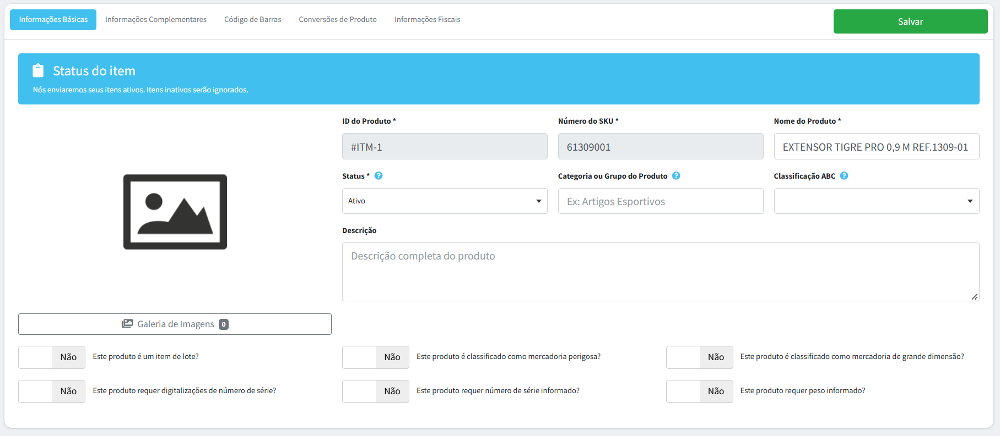 Informações Básicas
Informações Complementares
Código de Barras
Conversões de Produto
Informações Fiscais
Salvar
Status do item
Nós enviaremos seus itens ativos. Itens inativos serão ignorados.
ID do Produto *
Número do SKU *
Nome do Produto *
#ITM-1
61309001
EXTENSOR TIGRE PRO 0,9 M REF.1309-01
Status * ?
Categoria ou Grupo do Produto ?
Classificação ABC ?
Ativo
Ex: Artigos Esportivos
Descrição
Descrição completa do produto
Galeria de Imagens 0
Não Este produto é um item de lote?
Não Este produto é classificado como mercadoria perigosa?
Não Este produto é classificado como mercadoria de grande dimensão?
Não Este produto requer digitalizações de número de série?
Não Este produto requer número de série informado?
Não Este produto requer peso informado?